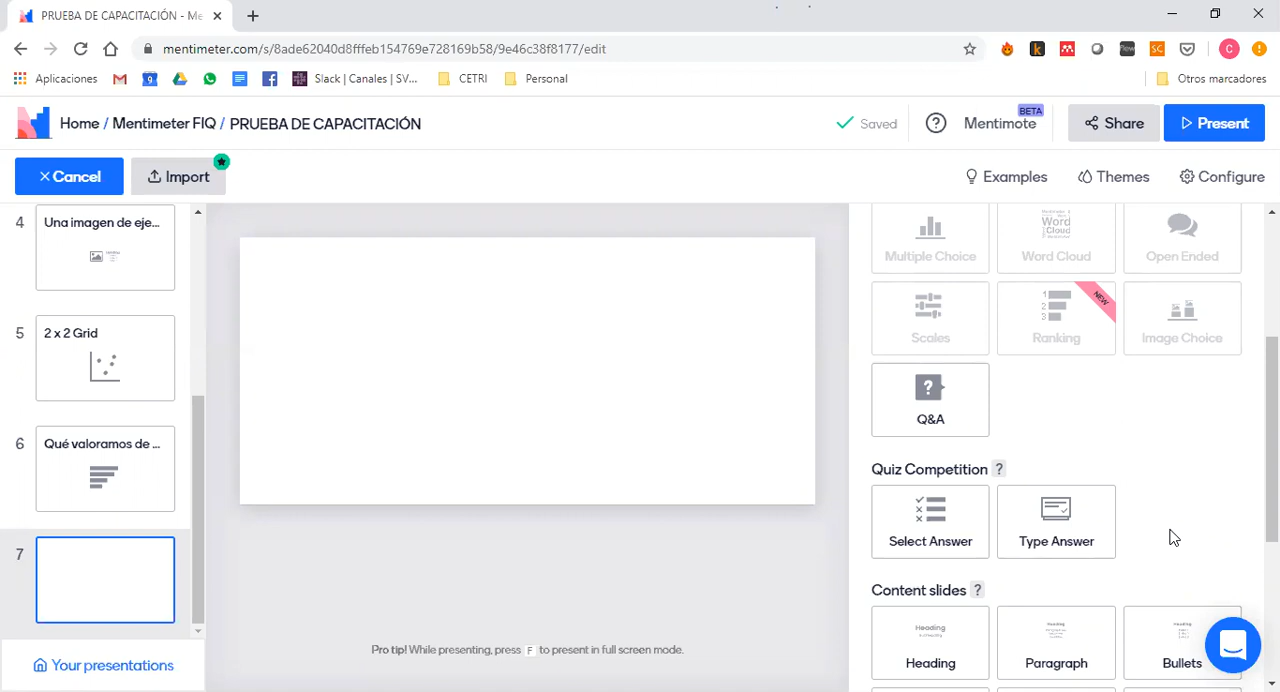 PRUEBA DE CAPACITACIÓN - Me
mentimeter.com/s/8ade62040d8fffeb154769e728169b58/9e46c38f8177/edit
Aplicaciones
Slack | Canales | SV...
CETRI
Personal
Otros marcadores
Home / Mentimeter FIQ / PRUEBA DE CAPACITACIÓN
Saved
?
Mentimote
BETA
Share
Present
Cancel
Import
Examples
Themes
Configure
4
Una imagen de eje...
5
2 x 2 Grid
6
Qué valoramos de ...
7
Your presentations
Pro tip! While presenting, press F to present in full screen mode.
Multiple Choice
Word Cloud
Open Ended
Scales
Ranking
NEW
Image Choice
Q&A
Quiz Competition ?
Select Answer
Type Answer
Content slides ?
Heading
Paragraph
Bullets